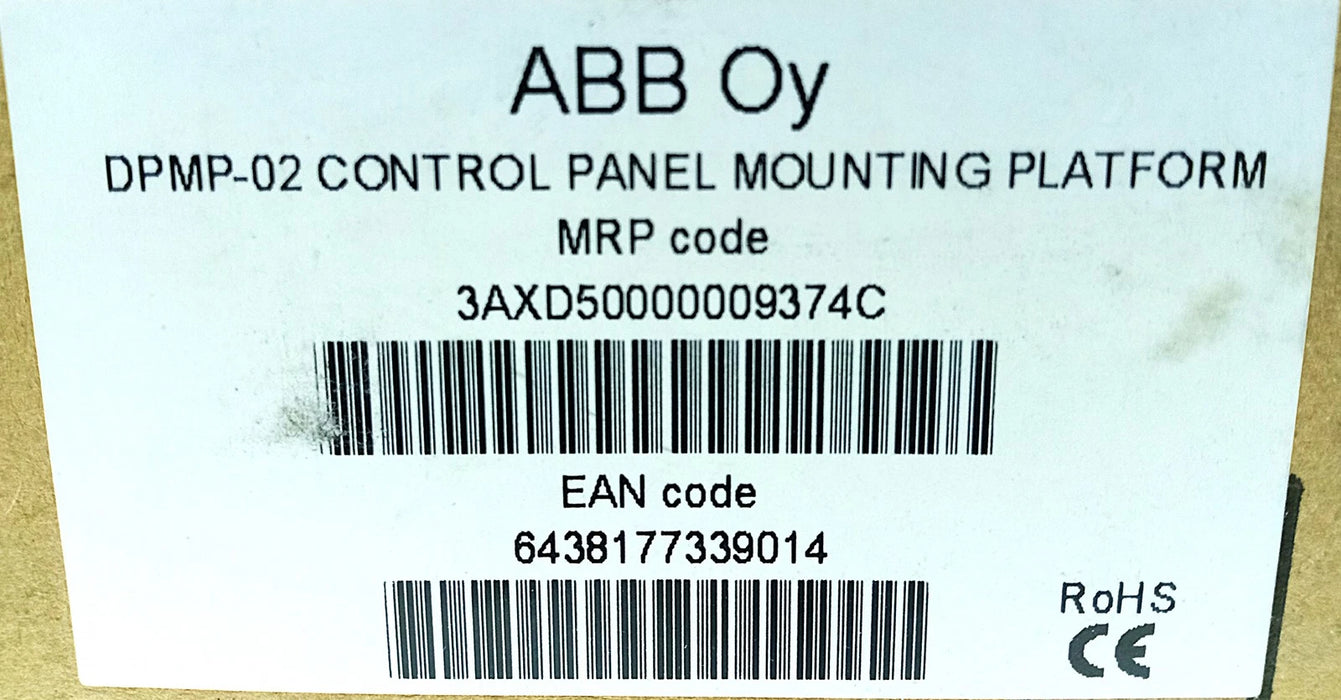 ABB Oy
DPMP-02 CONTROL PANEL MOUNTING PLATFORM
MRP code
3AXD50000009374C
EAN code
6438177339014
RoHS
CE